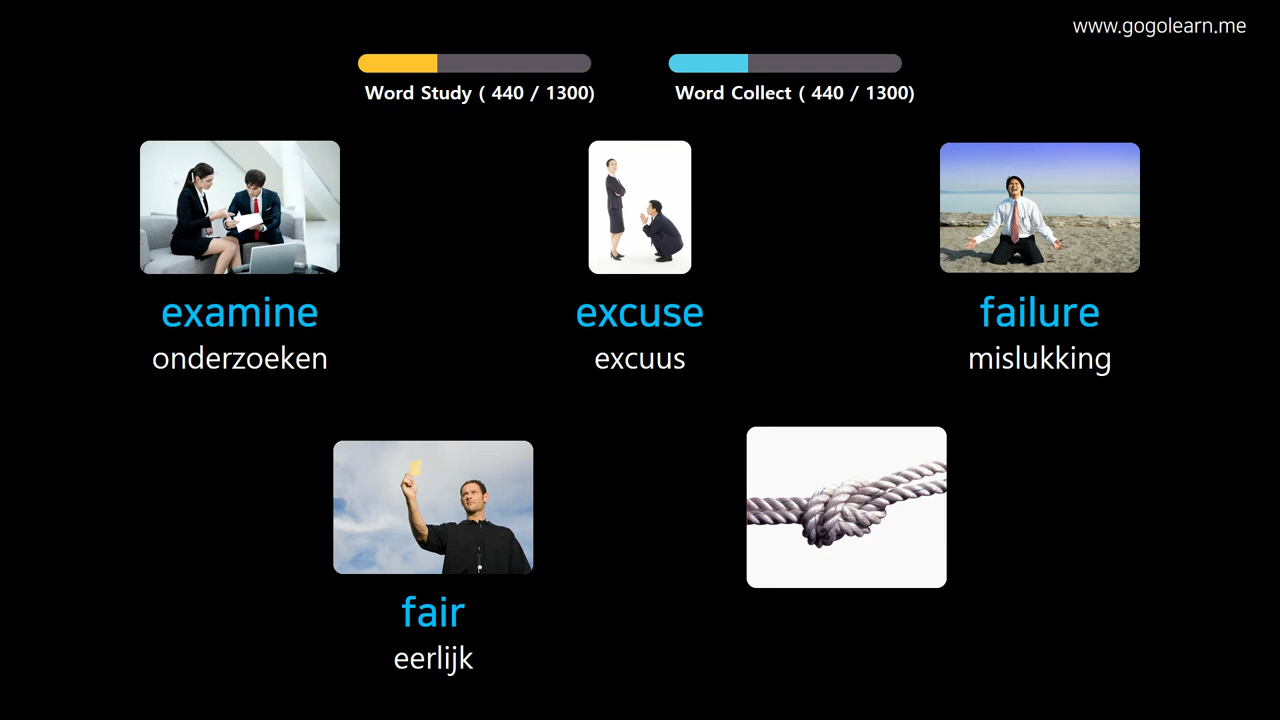 www.gogolearn.me
Word Study ( 440 / 1300)
Word Collect ( 440 / 1300)
examine
onderzoeken
excuse
excuus
failure
mislukking
fair
eerlijk